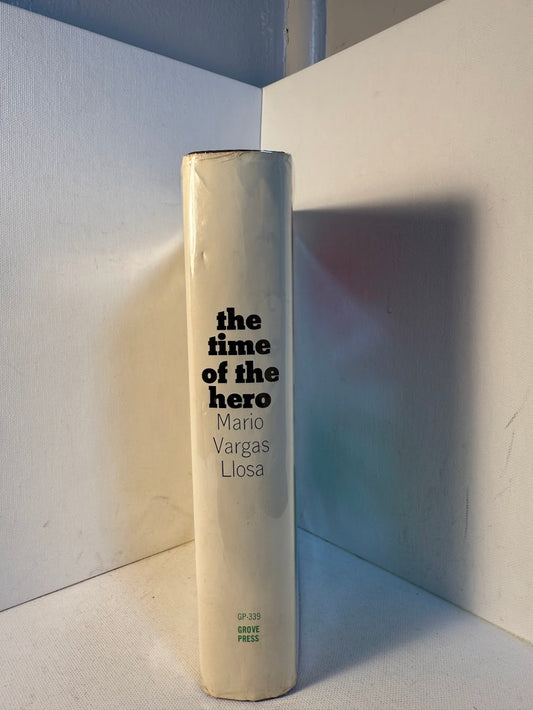 the
time
of the
hero
Mario
Vargas
Llosa
GP-339
GROVE
PRESS